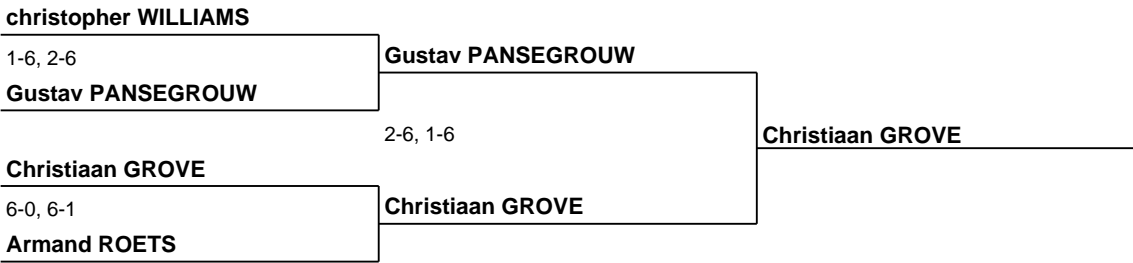 christopher WILLIAMS
1-6, 2-6
Gustav PANSEGROUW
Gustav PANSEGROUW
2-6, 1-6
Christiaan GROVE
Christiaan GROVE
6-0, 6-1
Christiaan GROVE
Armand ROETS